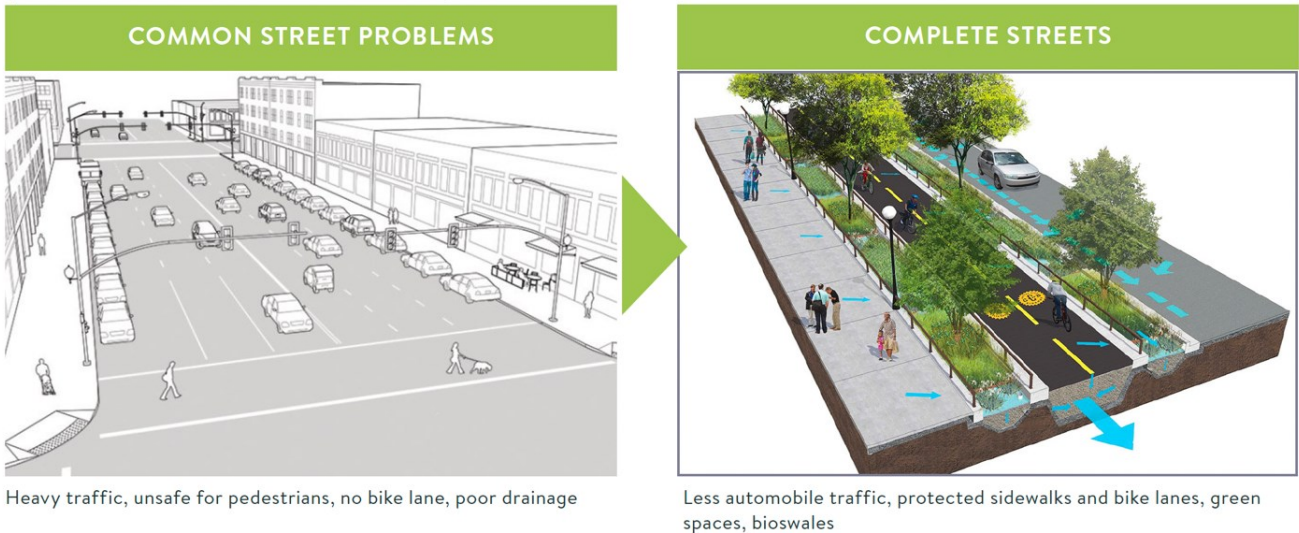 COMMON STREET PROBLEMS
COMPLETE STREETS
Heavy traffic, unsafe for pedestrians, no bike lane, poor drainage
Less automobile traffic, protected sidewalks and bike lanes, green
spaces, bioswales